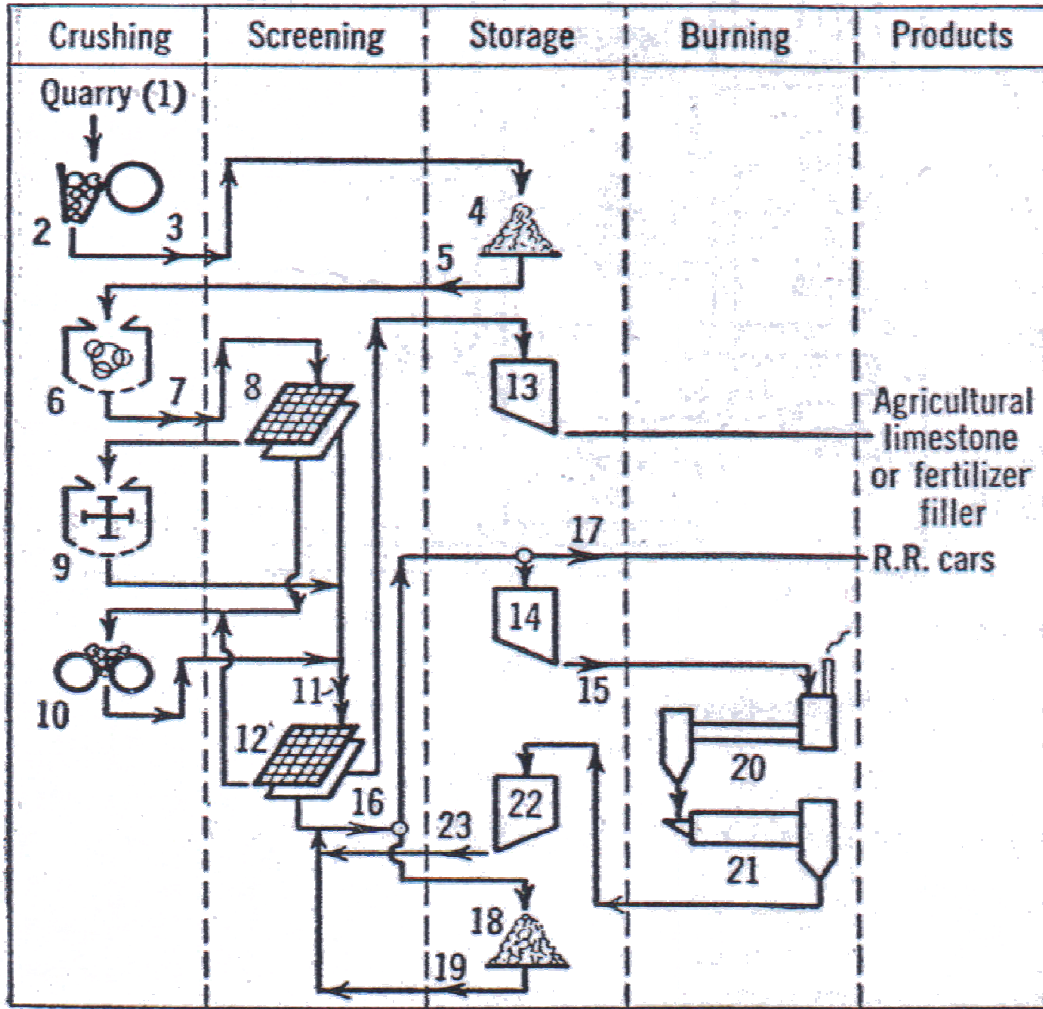 Crushing
Screening
Storage
Burning
Products
Quarry (1)
2
3
4
5
6
7
8
13
Agricultural
limestone
or fertilizer
filler
9
17
R.R. cars
14
10
11
15
12
16
20
22
23
21
18
19